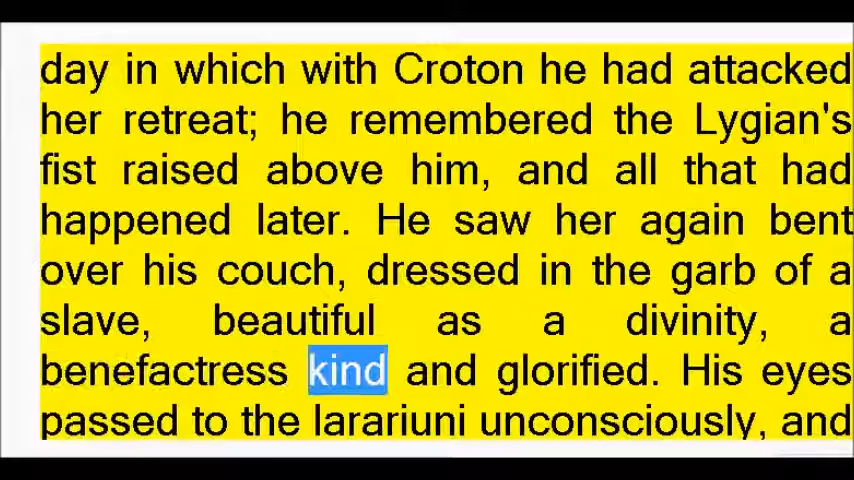 day in which with Croton he had attacked
her retreat; he remembered the Lygian's
fist raised above him, and all that had
happened later. He saw her again bent
over his couch, dressed in the garb of a
slave, beautiful as a divinity, a
benefactress kind and glorified. His eyes
passed to the larariuni unconsciously, and